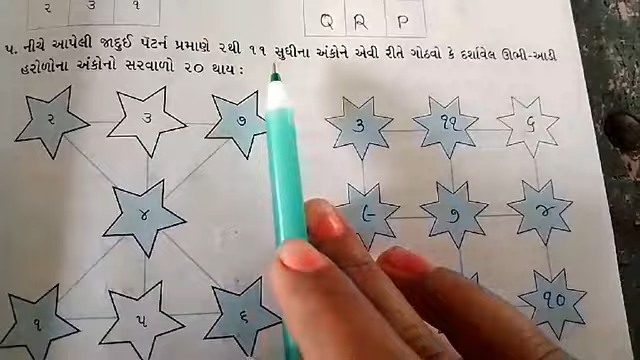 ૨ ૩ ૧
Q R P
૫. નીચે આપેલી જાદુઈ પૅટર્ન પ્રમાણે ૨થી ૧૧ સુધીના અંકોને એવી રીતે ગોઠવો કે દર્શાવેલ ઊભી-આડી
હરોળોના અંકોનો સરવાળો ૨૦ થાય :
૨ ૩ ૭ ૩ ૧૧ ૬
૪ ૯ ૭ ૪
૧ ૫ ૬ ૧૦